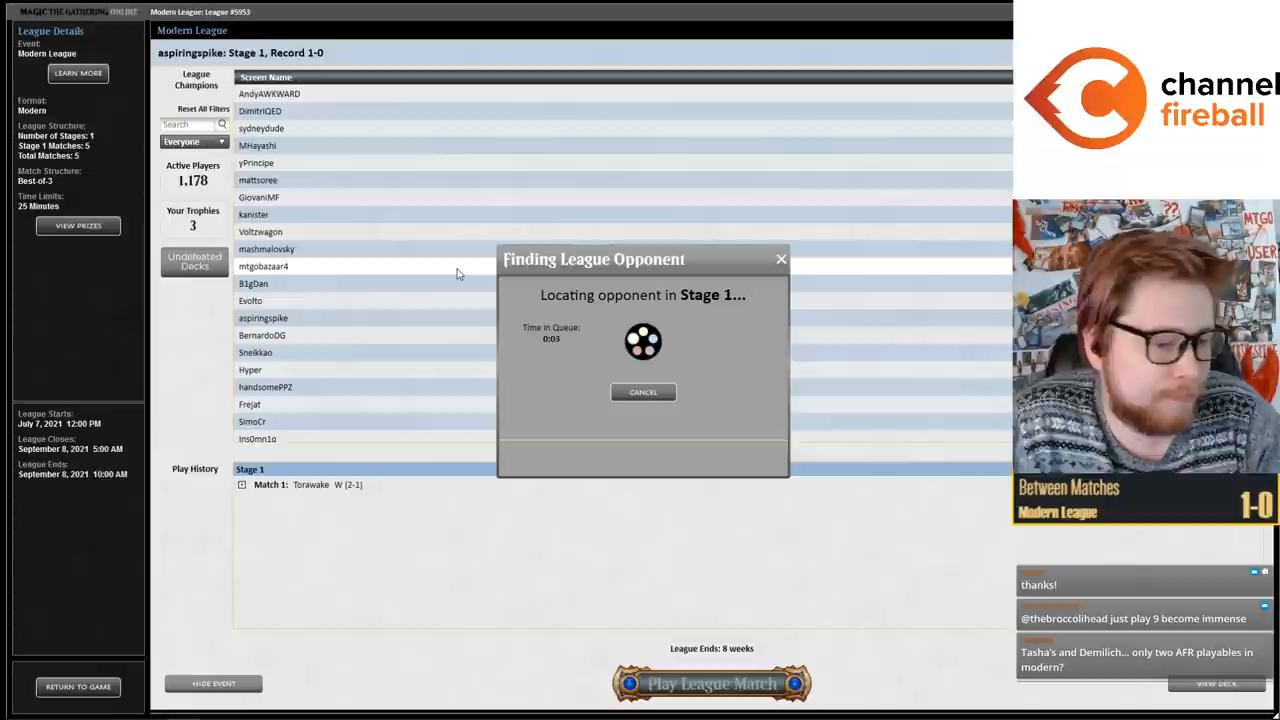 MAGIC THE GATHERING ONLINE
Modern League: League #5953
League Details
Event:
Modern League
LEARN MORE
Format:
Modern
League Structure:
Number of Stages: 1
Stage 1 Matches: 5
Total Matches: 5
Match Structure:
Best-of-3
Time Limits:
25 Minutes
VIEW PRIZES
League Starts:
July 7, 2021 12:00 PM
League Closes:
September 8, 2021 5:00 AM
League Ends:
September 8, 2021 10:00 AM
RETURN TO GAME
Modern League
aspiringspike: Stage 1, Record 1-0
League
Champions
Reset All Filters
Search
Everyone
Active Players
1,178
Your Trophies
3
Undefeated
Decks
Screen Name
AndyAWKWARD
DimitriQED
sydneydude
MHayashi
yPrincipe
mattsoree
GiovaniMF
kanister
Voltzwagon
mashmalovsky
mtgobazaar4
B1gDan
Evolto
aspiringspike
BernardoDG
Sneikkao
Hyper
handsomePPZ
Frejat
SimoCr
Ins0mn1a
Finding League Opponent
Locating opponent in Stage 1...
Time in Queue:
0:03
CANCEL
Play History
Stage 1
Match 1: Torawake W (2-1)
League Ends: 8 weeks
HIDE EVENT
Play League Match
VIEW DECK
channel
fireball
??
MTGO
USER
Between Matches
Modern League
1-0
thanks!
@thebroccolihead just play 9 become immense
Tasha's and Demilich... only two AFR playables in
modern?